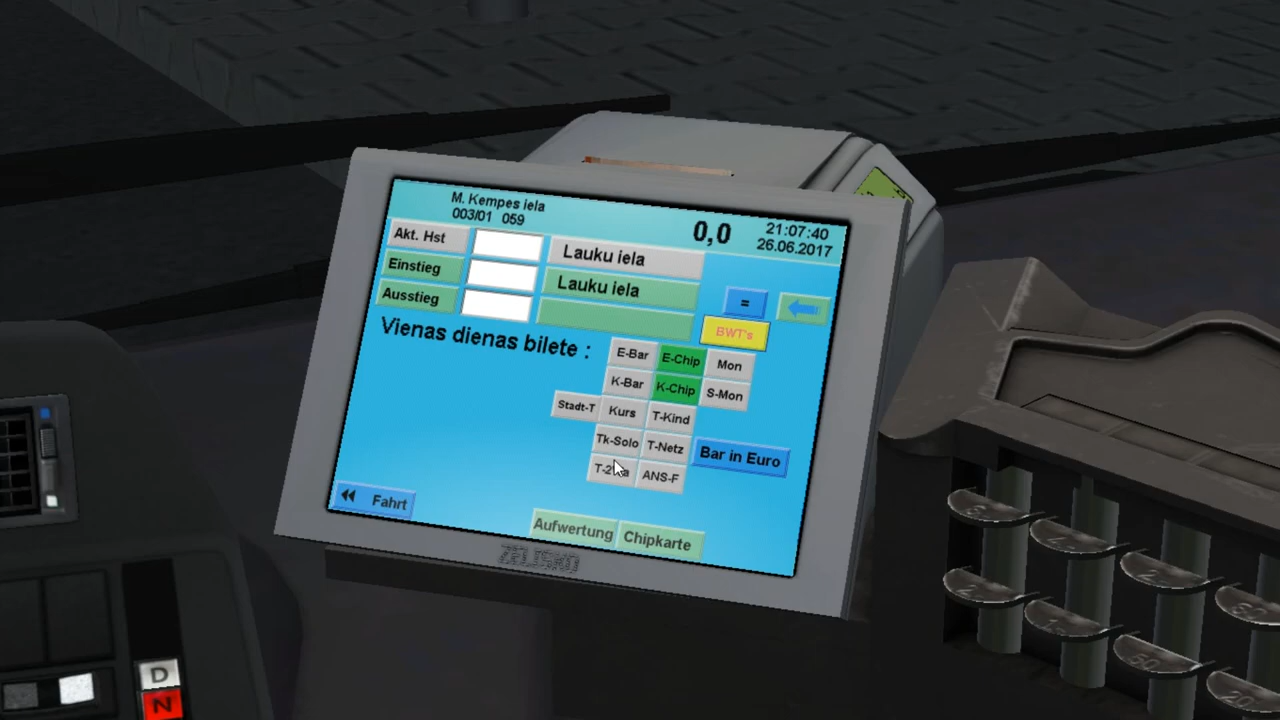 M. Kempes iela
003/01 059
0,0
21:07:40
26.06.2017
Akt. Hst
Lauku iela
Einstieg
Lauku iela
Ausstieg
=
BWT's
Vienas dienas bilete :
E-Bar E-Chip Mon
K-Bar K-Chip S-Mon
Stadt-T Kurs T-Kind
Tk-Solo T-Netz Bar in Euro
ANS-F
Fahrt
Aufwertung Chipkarte
D
N
50
20